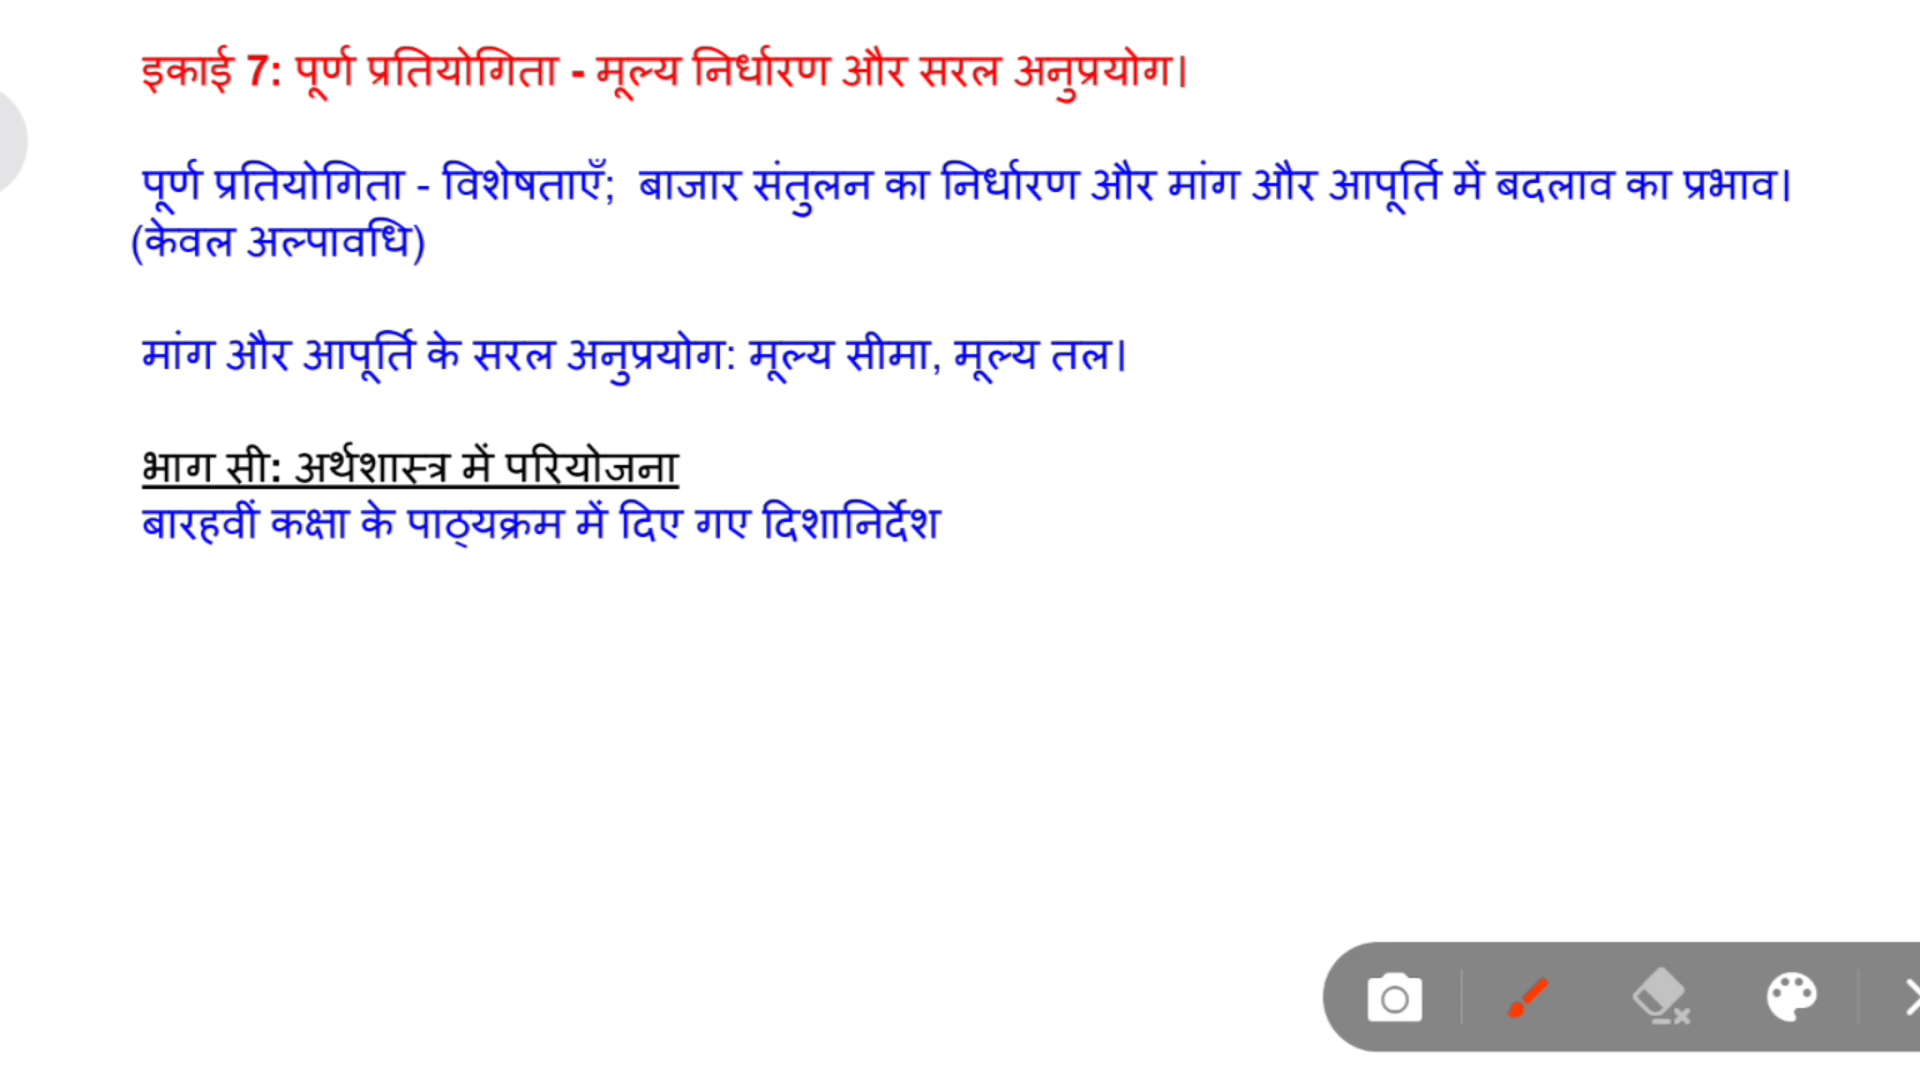 इकाई 7: पूर्ण प्रतियोगिता - मूल्य निर्धारण और सरल अनुप्रयोग।
पूर्ण प्रतियोगिता - विशेषताएँ; बाजार संतुलन का निर्धारण और मांग और आपूर्ति में बदलाव का प्रभाव।
(केवल अल्पावधि)
मांग और आपूर्ति के सरल अनुप्रयोग: मूल्य सीमा, मूल्य तल।
भाग सी: अर्थशास्त्र में परियोजना
बारहवीं कक्षा के पाठ्यक्रम में दिए गए दिशानिर्देश